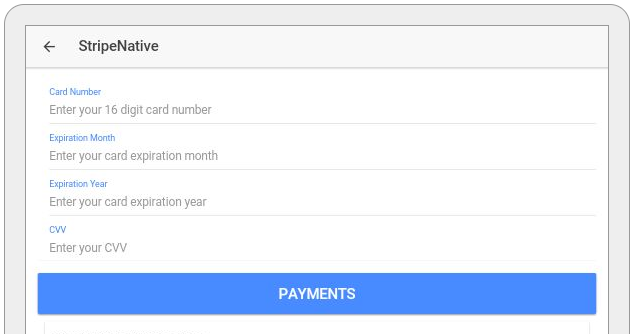 StripeNative
Card Number
Enter your 16 digit card number
Expiration Month
Enter your card expiration month
Expiration Year
Enter your card expiration year
CVV
Enter your CVV
PAYMENTS